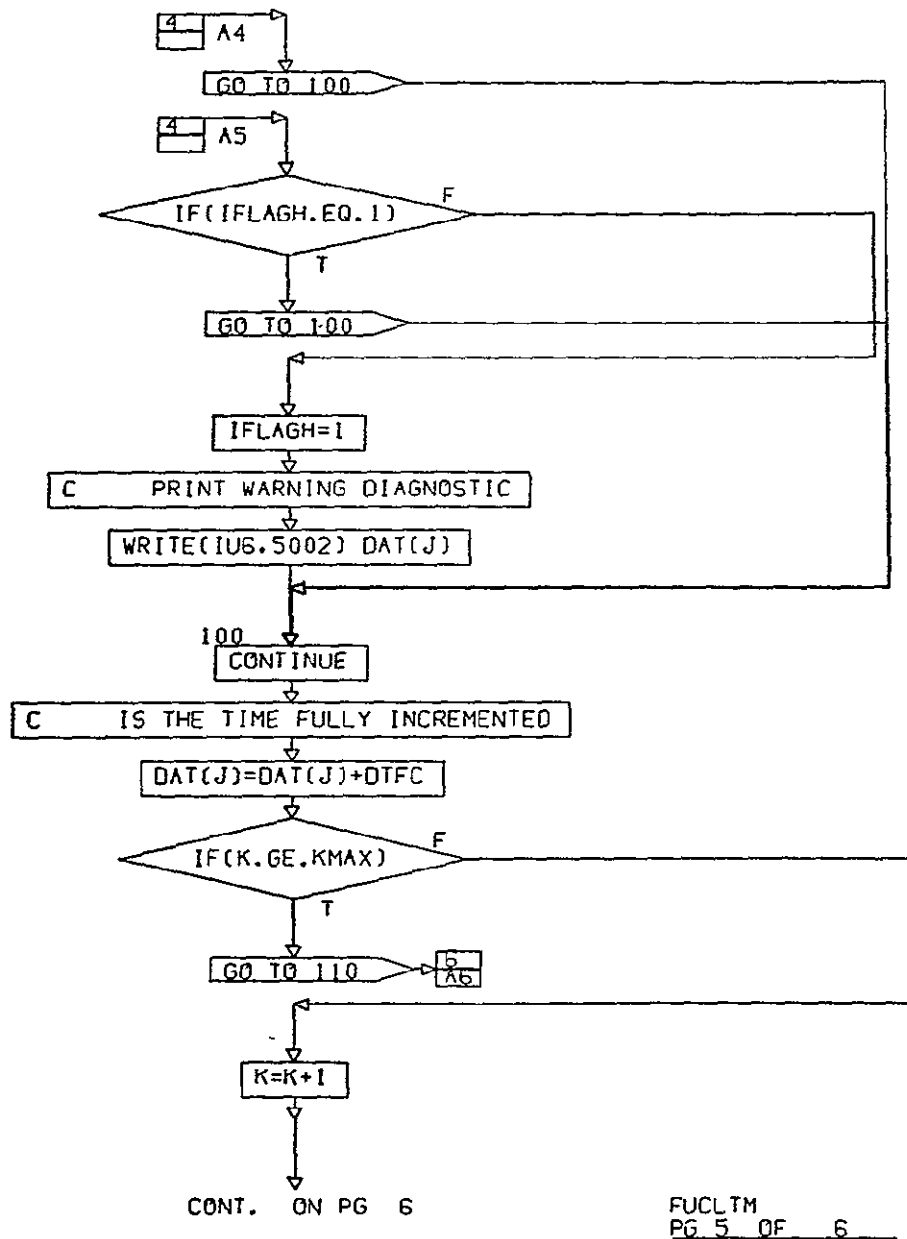 4 A4
GO TO 100
4 A5
IF(IFLAGH.EQ.1) F
T
GO TO 100
IFLAGH=1
C PRINT WARNING DIAGNOSTIC
WRITE(IU6.5002) DAT(J)
100
CONTINUE
C IS THE TIME FULLY INCREMENTED
DAT(J)=DAT(J)+DTFC
IF(K.GE.KMAX) F
T
GO TO 110 6
A6
K=K+1
CONT. ON PG 6
FUCLTM
PG 5 OF 6